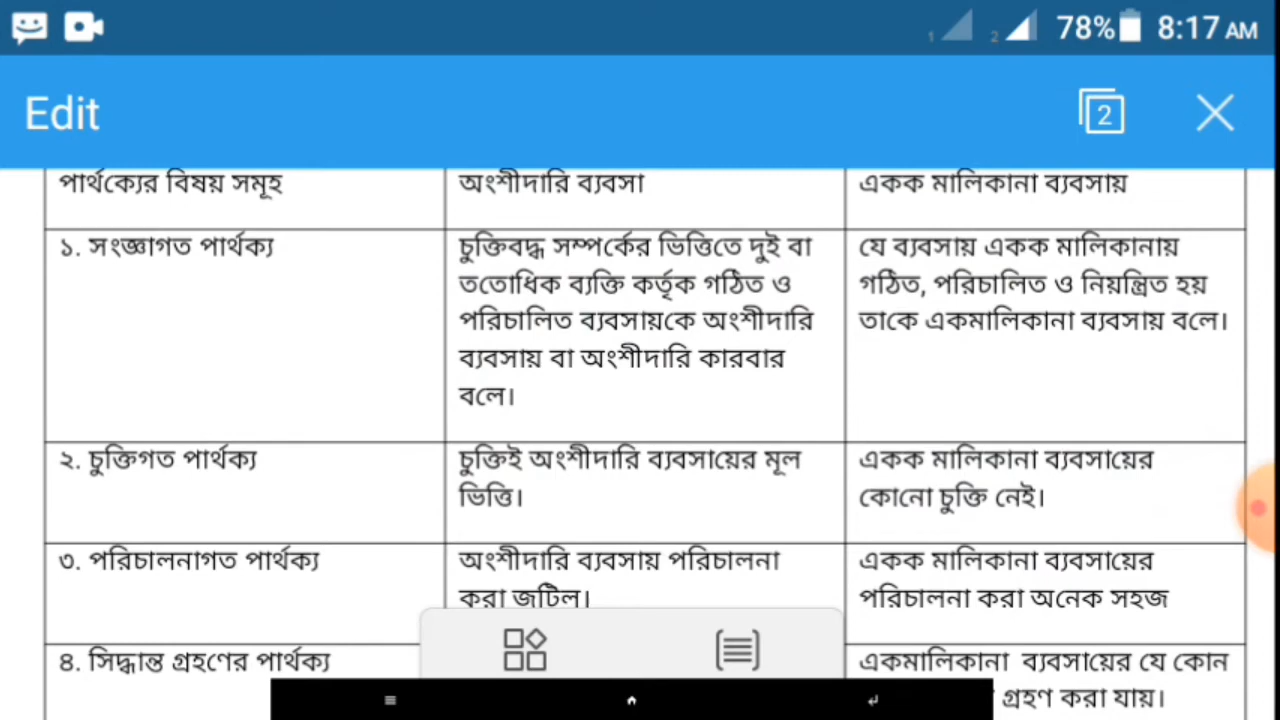 1 2 78% 8:17 AM
Edit 2
পার্থক্যের বিষয় সমূহ
অংশীদারি ব্যবসা
একক মালিকানা ব্যবসায়
১. সংজ্ঞাগত পার্থক্য
চুক্তিবদ্ধ সম্পর্কের ভিত্তিতে দুই বা
ততোধিক ব্যক্তি কর্তৃক গঠিত ও
পরিচালিত ব্যবসায়কে অংশীদারি
ব্যবসায় বা অংশীদারি কারবার
বলে।
যে ব্যবসায় একক মালিকানায়
গঠিত, পরিচালিত ও নিয়ন্ত্রিত হয়
তাকে একমালিকানা ব্যবসায় বলে।
২. চুক্তিগত পার্থক্য
চুক্তিই অংশীদারি ব্যবসায়ের মূল
ভিত্তি।
একক মালিকানা ব্যবসায়ের
কোনো চুক্তি নেই।
৩. পরিচালনাগত পার্থক্য
অংশীদারি ব্যবসায় পরিচালনা
করা জটিল।
একক মালিকানা ব্যবসায়ের
পরিচালনা করা অনেক সহজ
৪. সিদ্ধান্ত গ্রহণের পার্থক্য
একমালিকানা ব্যবসায়ের যে কোন
গ্রহণ করা যায়।